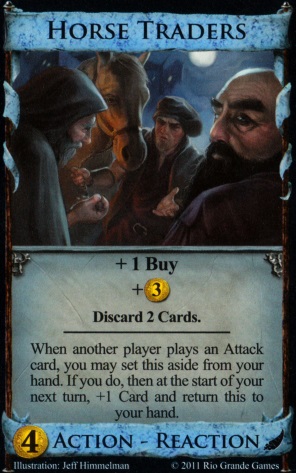 Horse Traders
+ 1 Buy
+ 3
Discard 2 Cards.
When another player plays an Attack
card, you may set this aside from your
hand. If you do, then at the start of your
next turn, +1 Card and return this to
your hand.
4 Action - Reaction
Illustration: Jeff Himmelman © 2011 Rio Grande Games